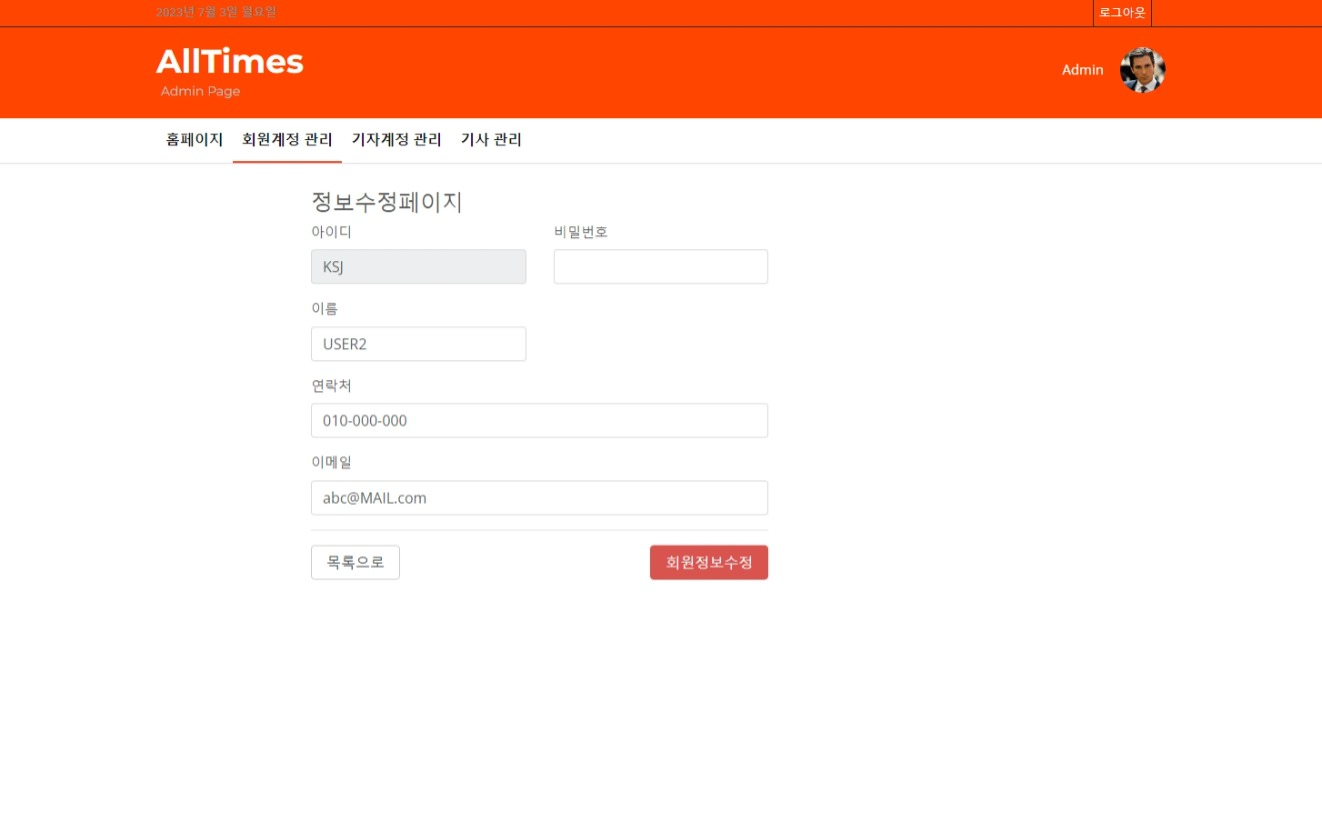 2023년 7월 3일 월요일
로그아웃
AllTimes
Admin Page
Admin
홈페이지 회원계정 관리 기자계정 관리 기사 관리
정보수정페이지
아이디 비밀번호
KSJ
이름
USER2
연락처
010-000-000
이메일
abc@MAIL.com
목록으로 회원정보수정